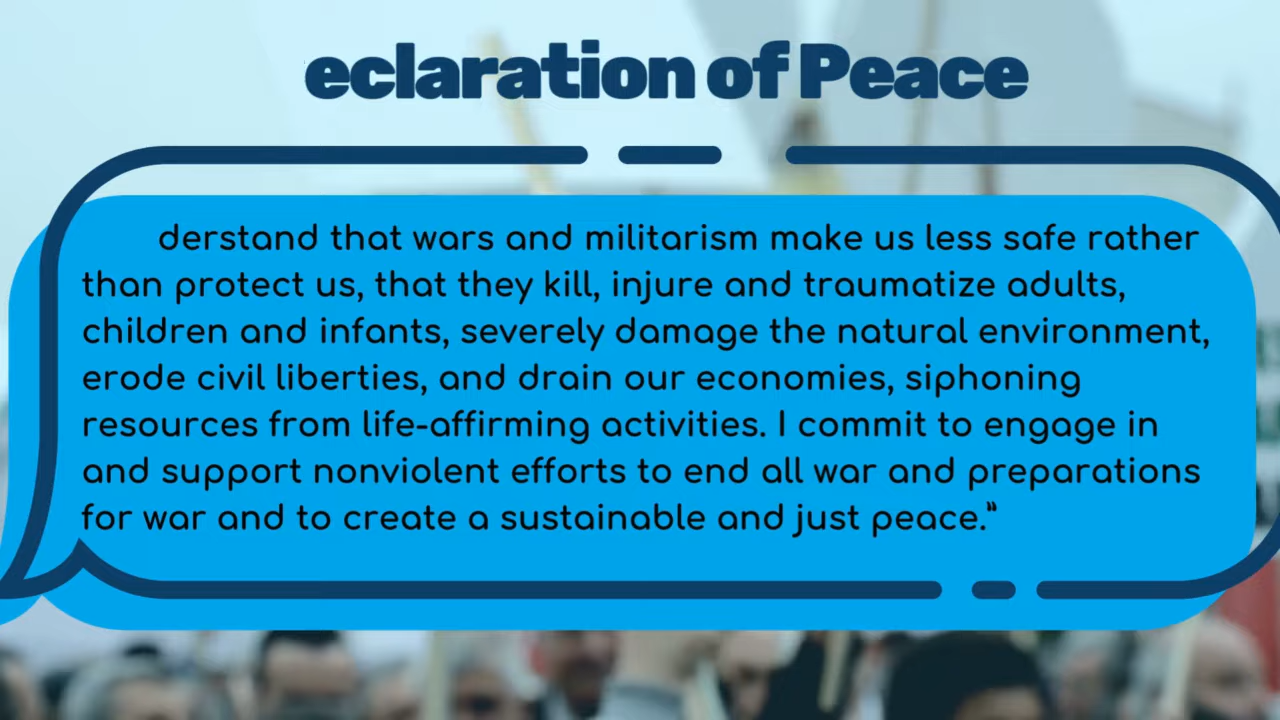 eclaration of Peace
derstand that wars and militarism make us less safe rather
than protect us, that they kill, injure and traumatize adults,
children and infants, severely damage the natural environment,
erode civil liberties, and drain our economies, siphoning
resources from life-affirming activities. I commit to engage in
and support nonviolent efforts to end all war and preparations
for war and to create a sustainable and just peace.”